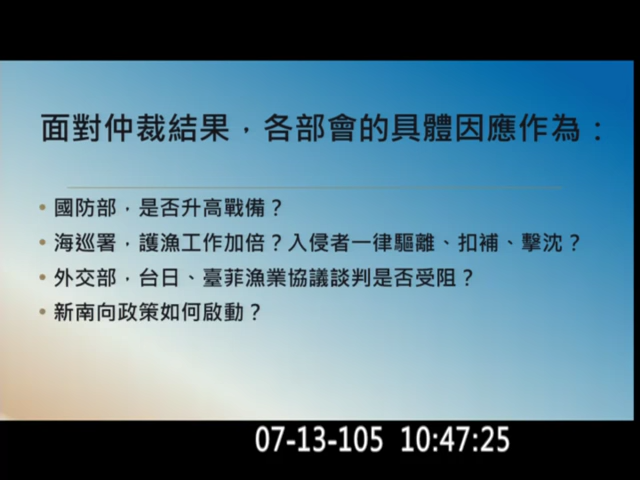 面對仲裁結果，各部會的具體因應作為：
• 國防部，是否升高戰備？
• 海巡署，護漁工作加倍？入侵者一律驅離、扣補、擊沈？
• 外交部，台日、臺菲漁業協議談判是否受阻？
• 新南向政策如何啟動？
07-13-105 10:47:25